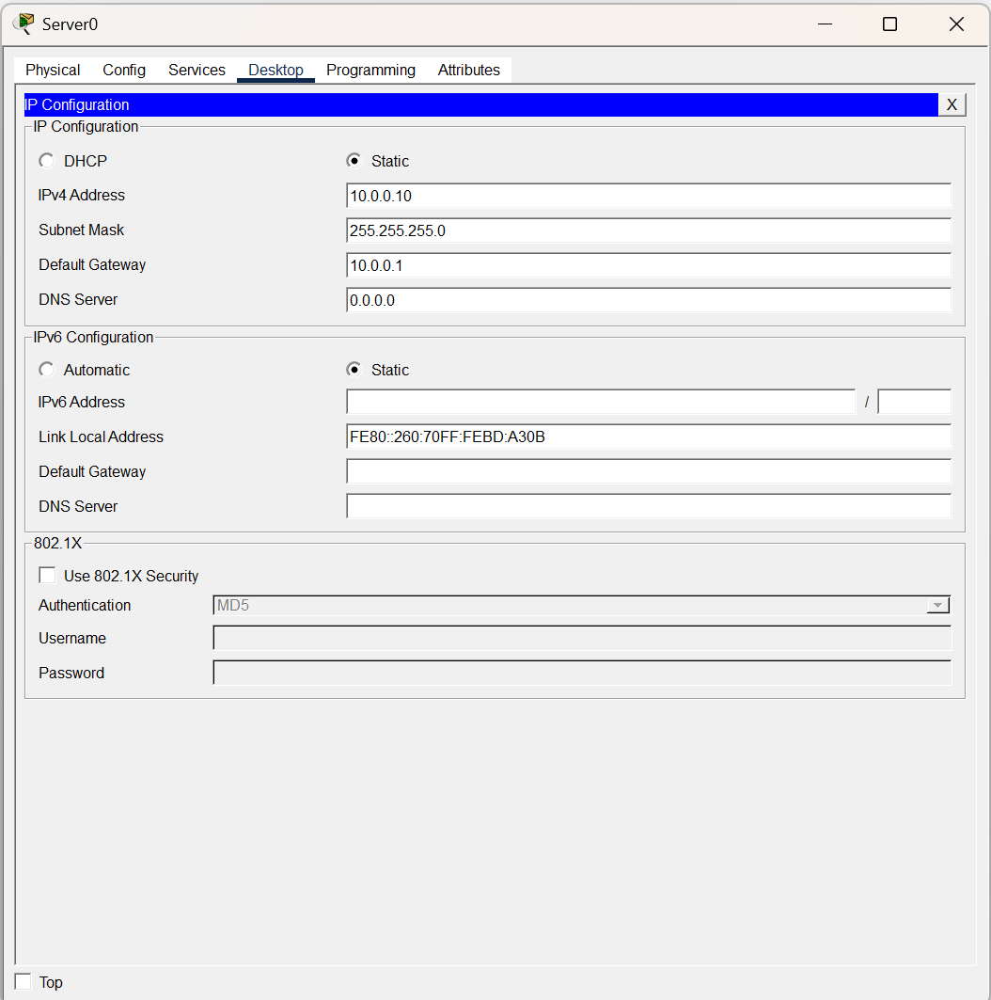 Server0
Physical Config Services Desktop Programming Attributes
IP Configuration X
IP Configuration
DHCP Static
IPv4 Address 10.0.0.10
Subnet Mask 255.255.255.0
Default Gateway 10.0.0.1
DNS Server 0.0.0.0
IPv6 Configuration
Automatic Static
IPv6 Address /
Link Local Address FE80::260:70FF:FEBD:A30B
Default Gateway
DNS Server
802.1X
Use 802.1X Security
Authentication MD5
Username
Password
Top